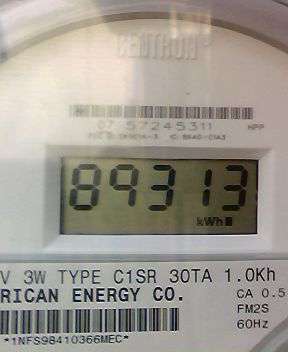 CENTRON®
07 57245311 HPP
89313
kWh
V 3W TYPE C1SR 30TA 1.0Kh
RICAN ENERGY CO. CA 0.5
FM2S
60Hz
*1NFS98410366MEC*